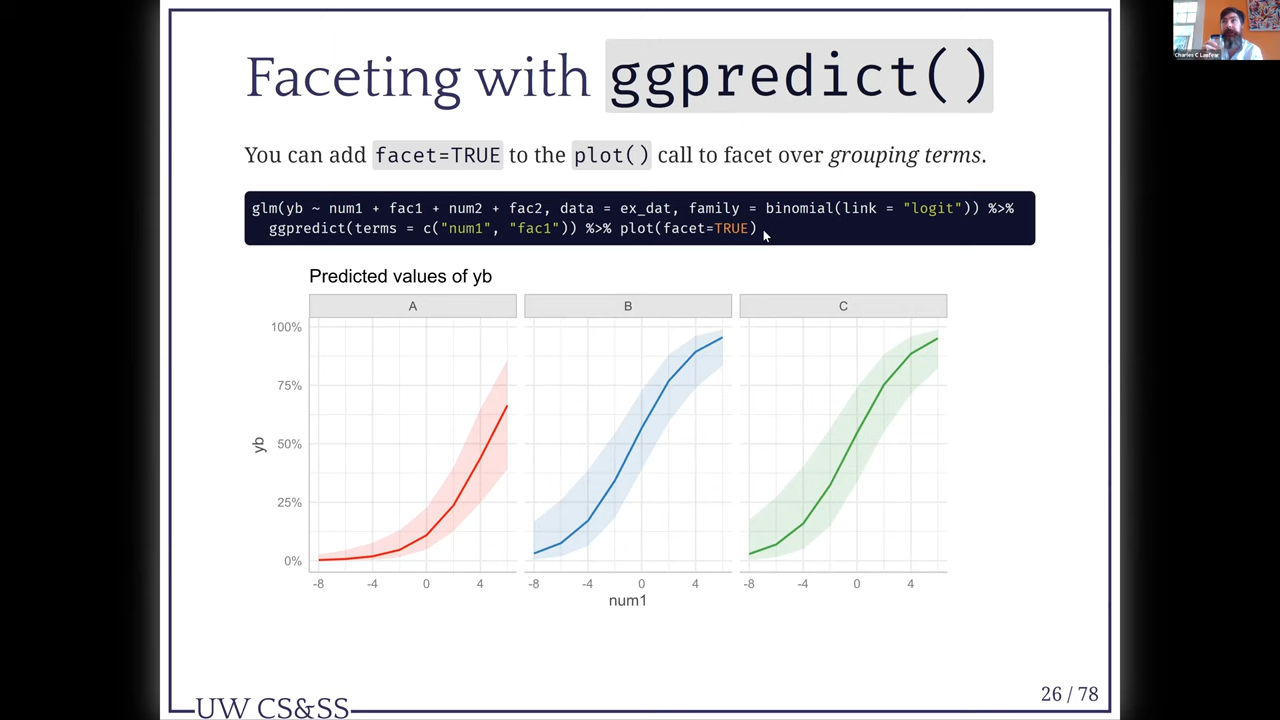 Faceting with ggpredict()
Charles C Lanfear
You can add facet=TRUE to the plot() call to facet over grouping terms.
glm(yb ~ num1 + fac1 + num2 + fac2, data = ex_dat, family = binomial(link = "logit")) %>%
ggpredict(terms = c("num1", "fac1")) %>% plot(facet=TRUE)
Predicted values of yb
A B C
100%
75%
50%
25%
0%
yb
-8 -4 0 4 -8 -4 0 4 -8 -4 0 4
num1
26 / 78
UW CS&SS